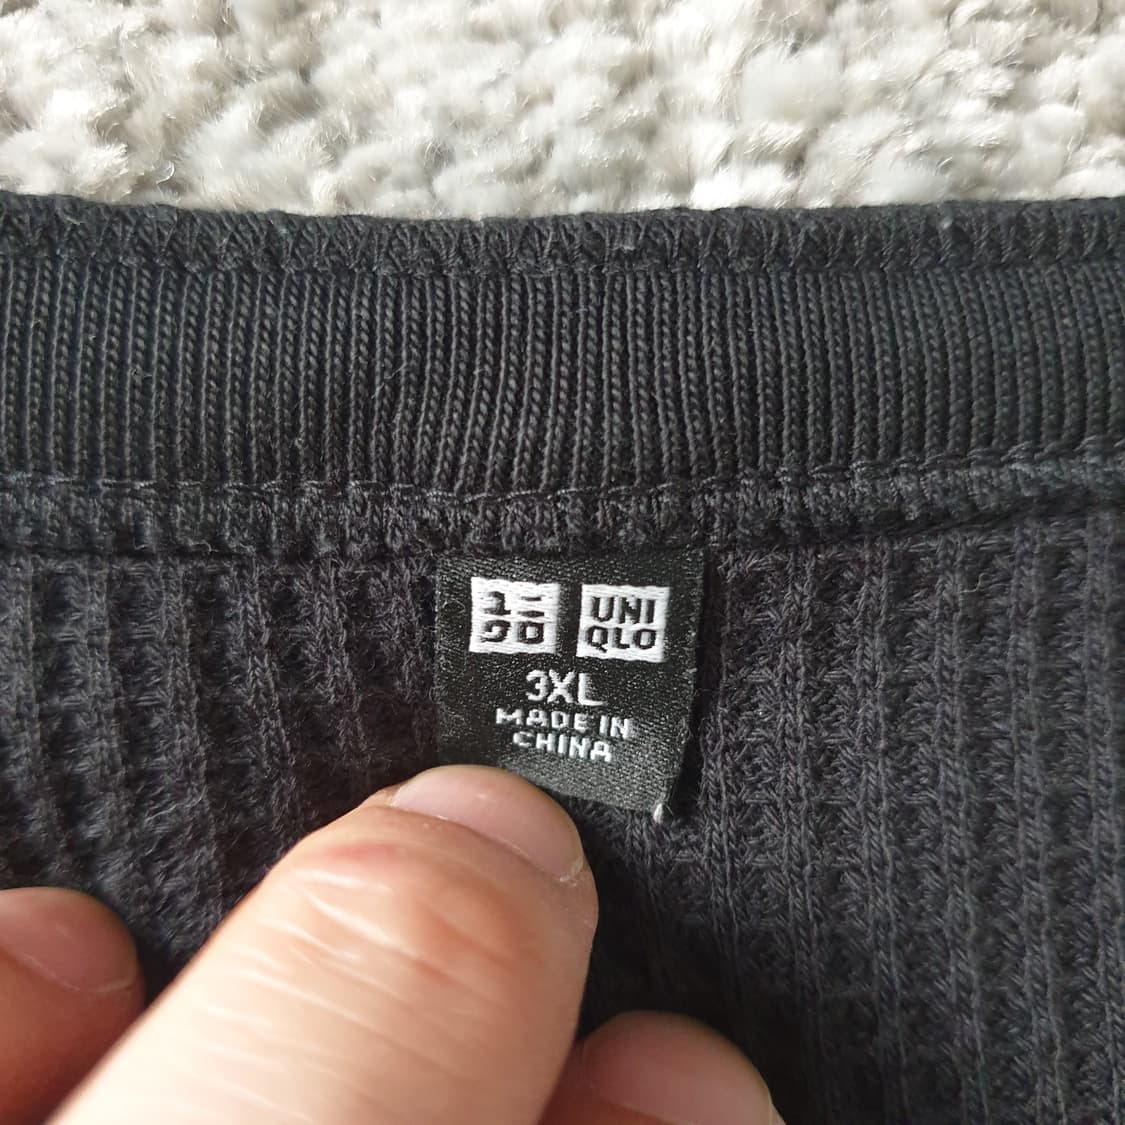 ユニ UNI
クロ QLO
3XL
MADE IN
CHINA